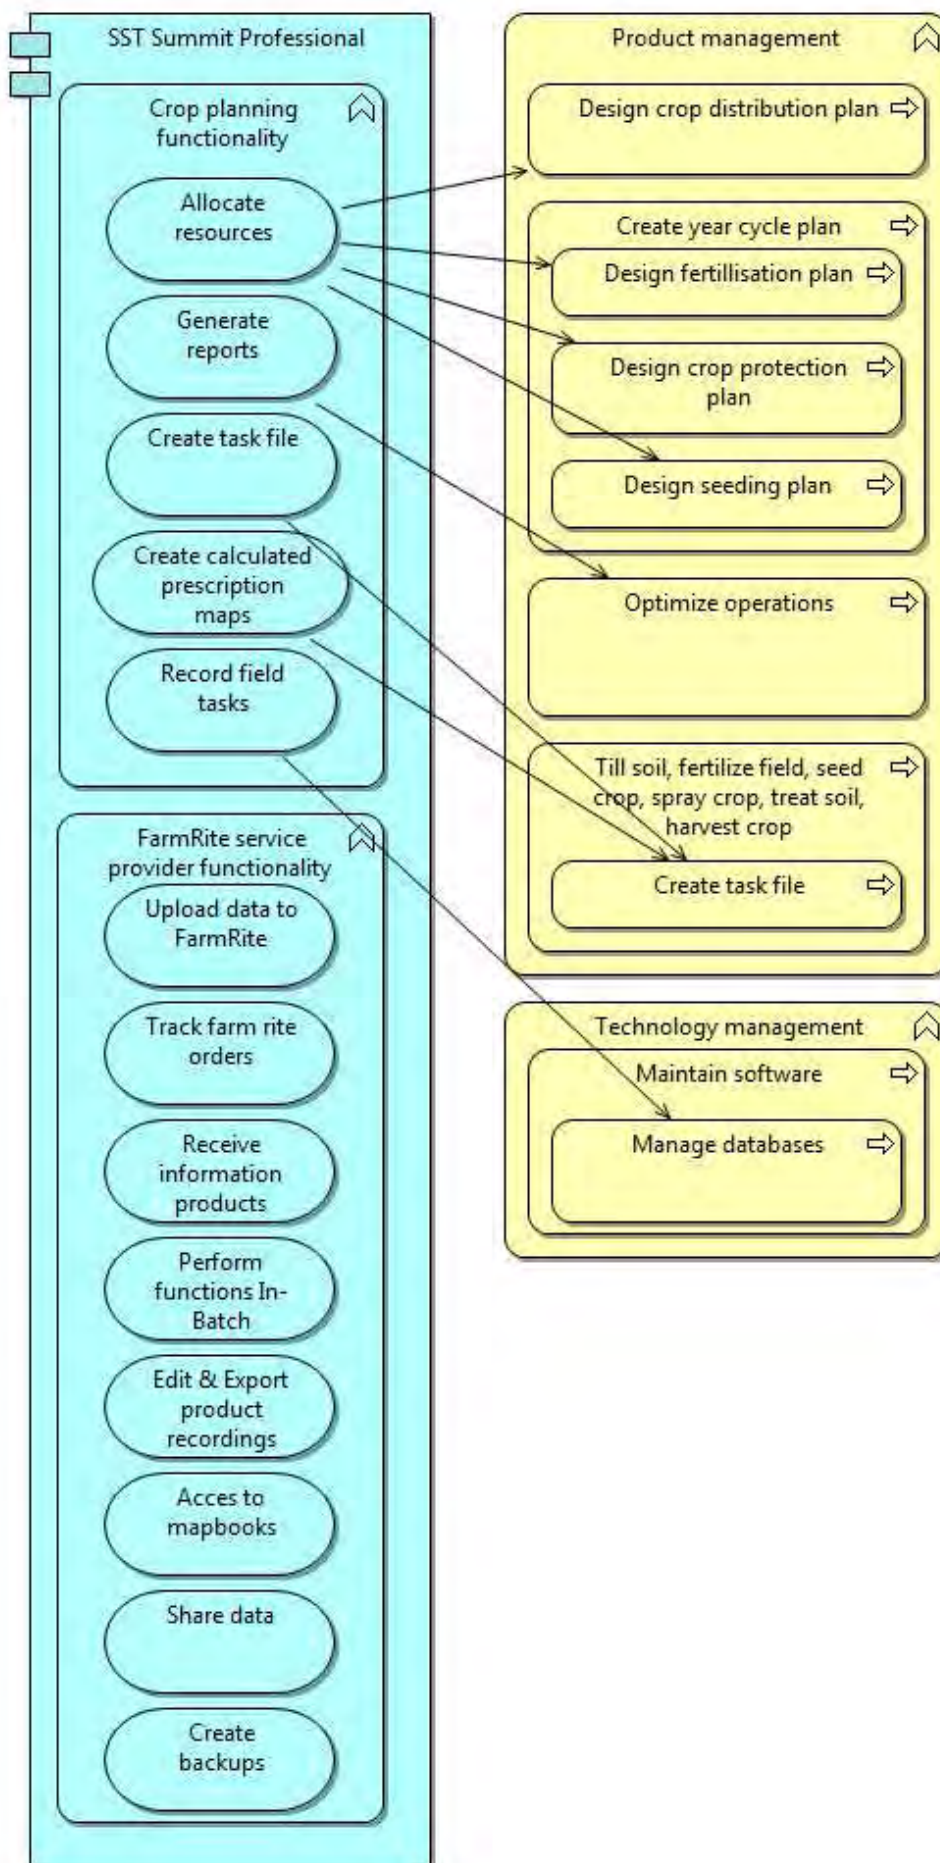 SST Summit Professional
Crop planning
functionality
Allocate
resources
Generate
reports
Create task file
Create calculated
prescription
maps
Record field
tasks
FarmRite service
provider functionality
Upload data to
FarmRite
Track farm rite
orders
Receive
information
products
Perform
functions In-
Batch
Edit & Export
product
recordings
Acces to
mapbooks
Share data
Create
backups
Product management
Design crop distribution plan
Create year cycle plan
Design fertillisation plan
Design crop protection
plan
Design seeding plan
Optimize operations
Till soil, fertilize field, seed
crop, spray crop, treat soil,
harvest crop
Create task file
Technology management
Maintain software
Manage databases